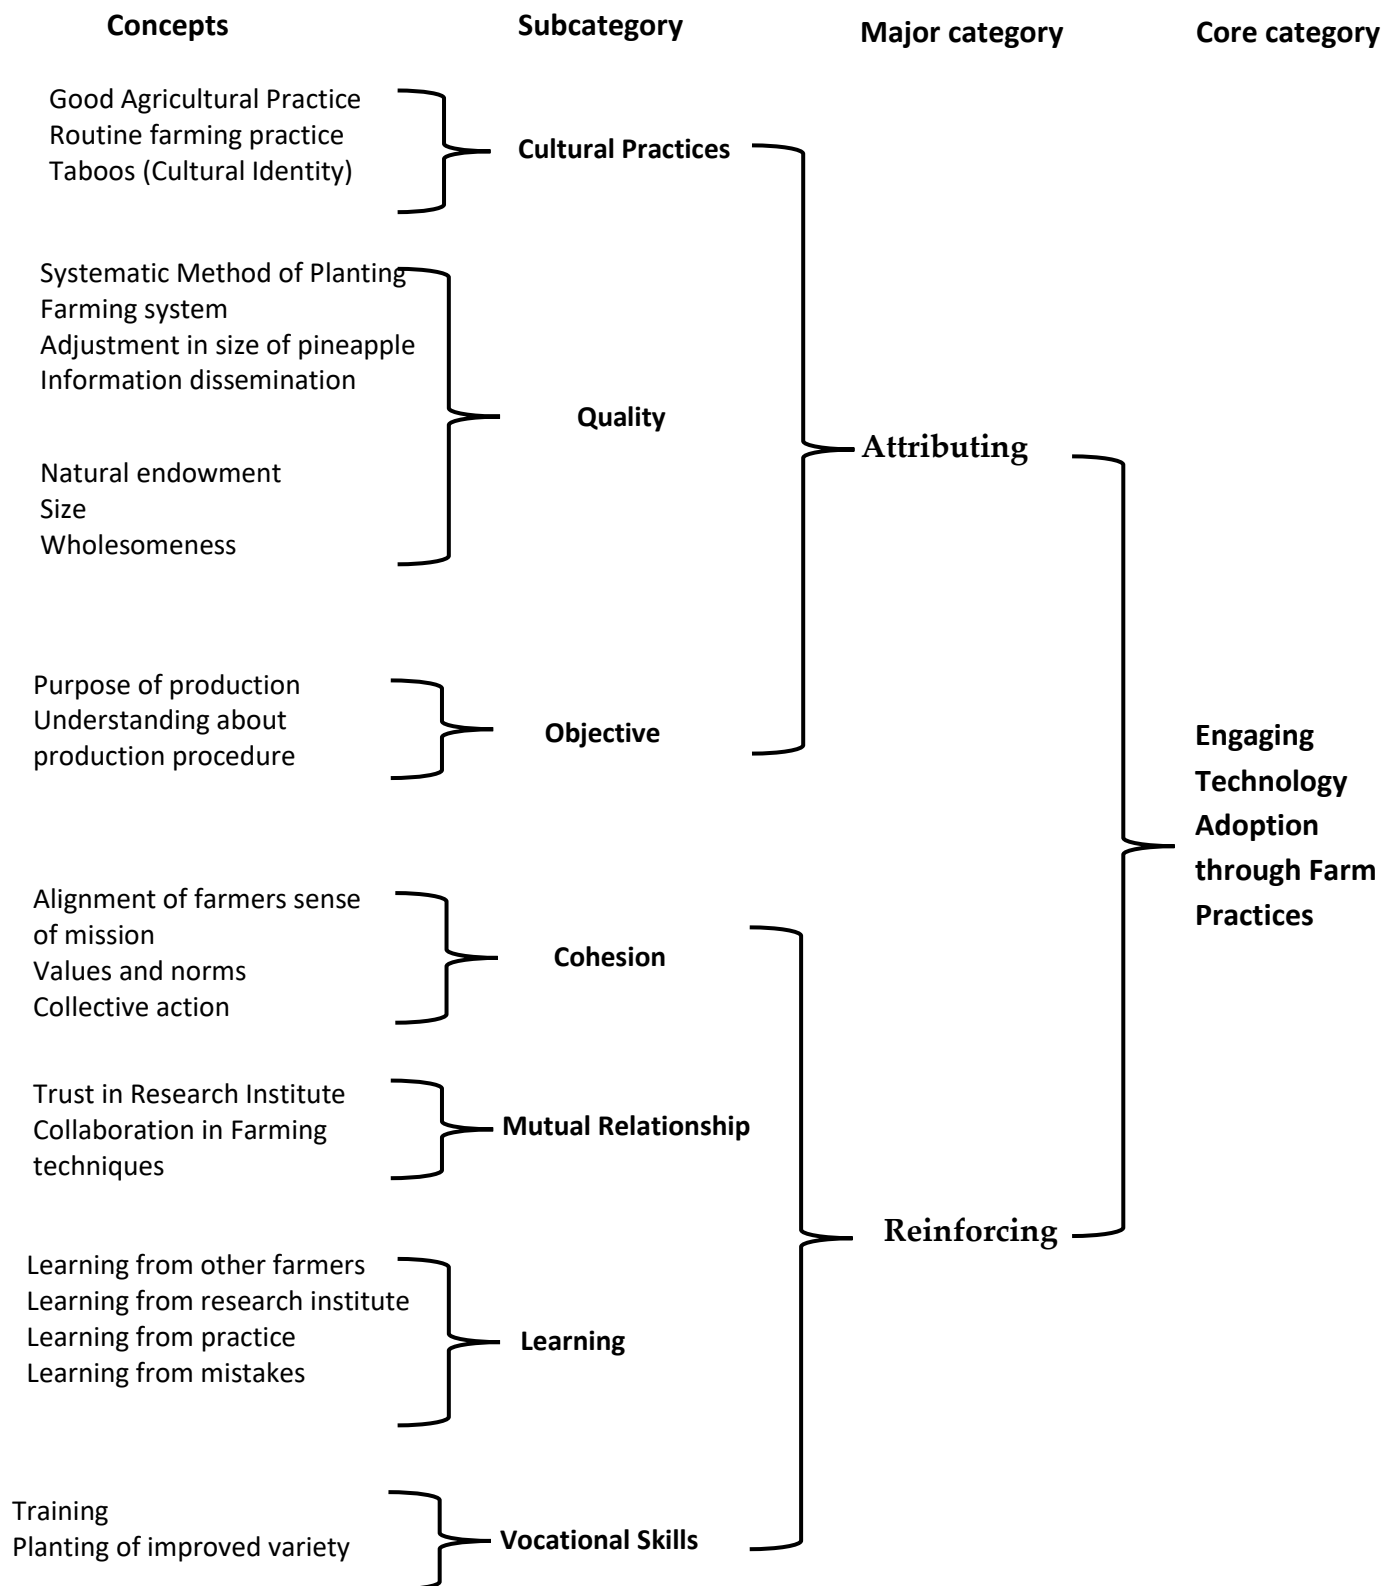 Concepts
Subcategory
Major category
Core category
Good Agricultural Practice
Routine farming practice
Taboos (Cultural Identity)
Cultural Practices
Systematic Method of Planting
Farming system
Adjustment in size of pineapple
Information dissemination
Natural endowment
Size
Wholesomeness
Quality
Purpose of production
Understanding about
production procedure
Objective
Attributing
Alignment of farmers sense
of mission
Values and norms
Collective action
Cohesion
Trust in Research Institute
Collaboration in Farming
techniques
Mutual Relationship
Learning from other farmers
Learning from research institute
Learning from practice
Learning from mistakes
Learning
Training
Planting of improved variety
Vocational Skills
Reinforcing
Engaging
Technology
Adoption
through Farm
Practices